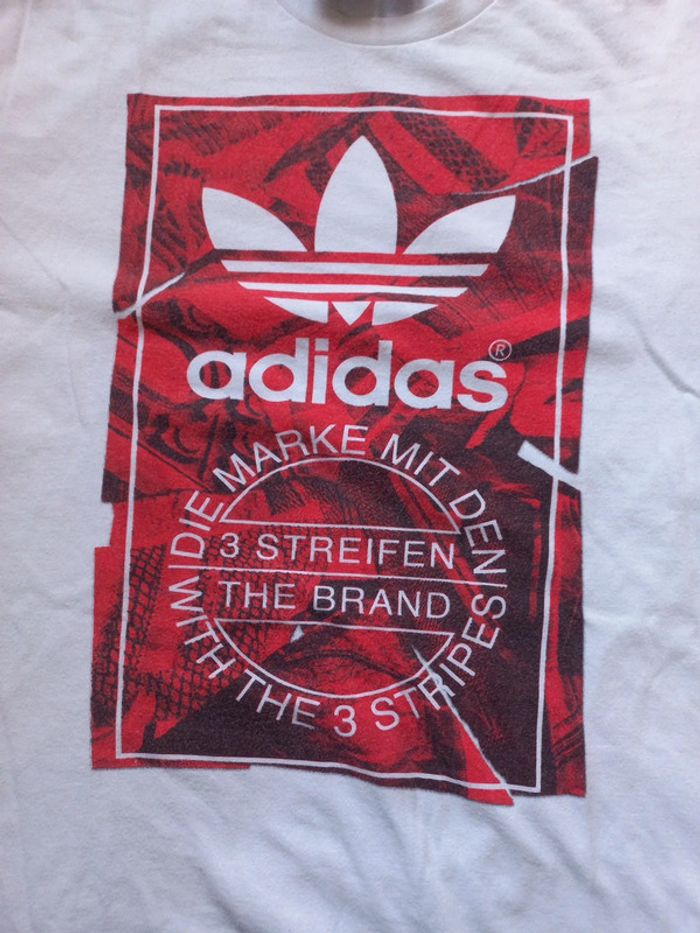 adidas®
DIE MARKE MIT DEN
3 STREIFEN
THE BRAND
WITH THE 3 STRIPES